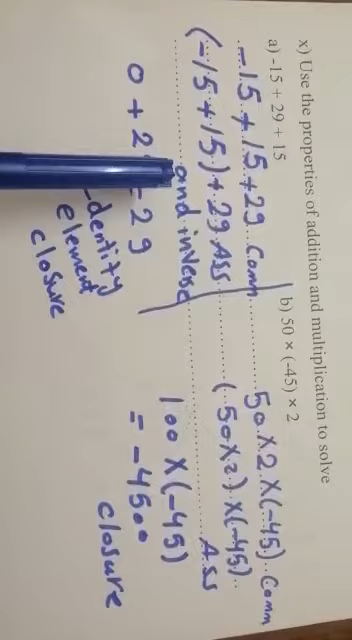 x) Use the properties of addition and multiplication to solve
a) -15 + 29 + 15
-15 + 15 + 29 Comm
(-15 + 15) + 29 Ass
and inverse
0 + 2 29
identity
element
closure
b) 50 × (-45) × 2
50 × 2 × (-45) Comm
(50 × 2) × (-45)
Ass
100 × (-45)
= -4500
closure